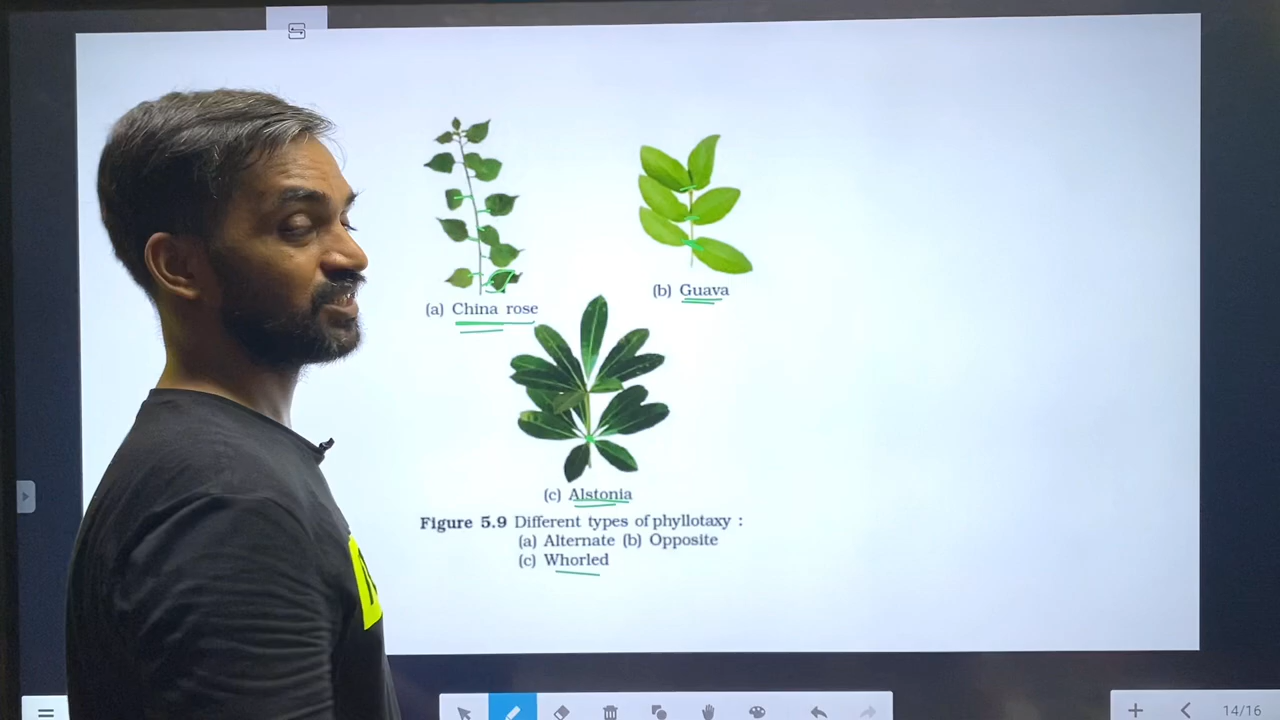 (a) China rose
(b) Guava
(c) Alstonia
Figure 5.9 Different types of phyllotaxy :
(a) Alternate (b) Opposite
(c) Whorled
14/16